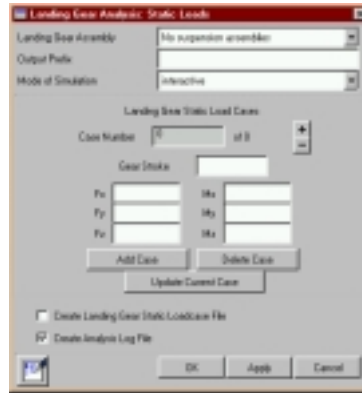 Landing Gear Analysis: Static Loads
Landing Gear Assembly No suspension assemblies
Output Prefix
Mode of Simulation interactive
Landing Gear Static Load Cases
Case Number 0 of 0
+
-
Gear Stroke
Fx Mx
Fy My
Fz Mz
Add Case Delete Case
Update Current Case
Create Landing Gear Static Loadcase File
Create Analysis Log File
OK Apply Cancel